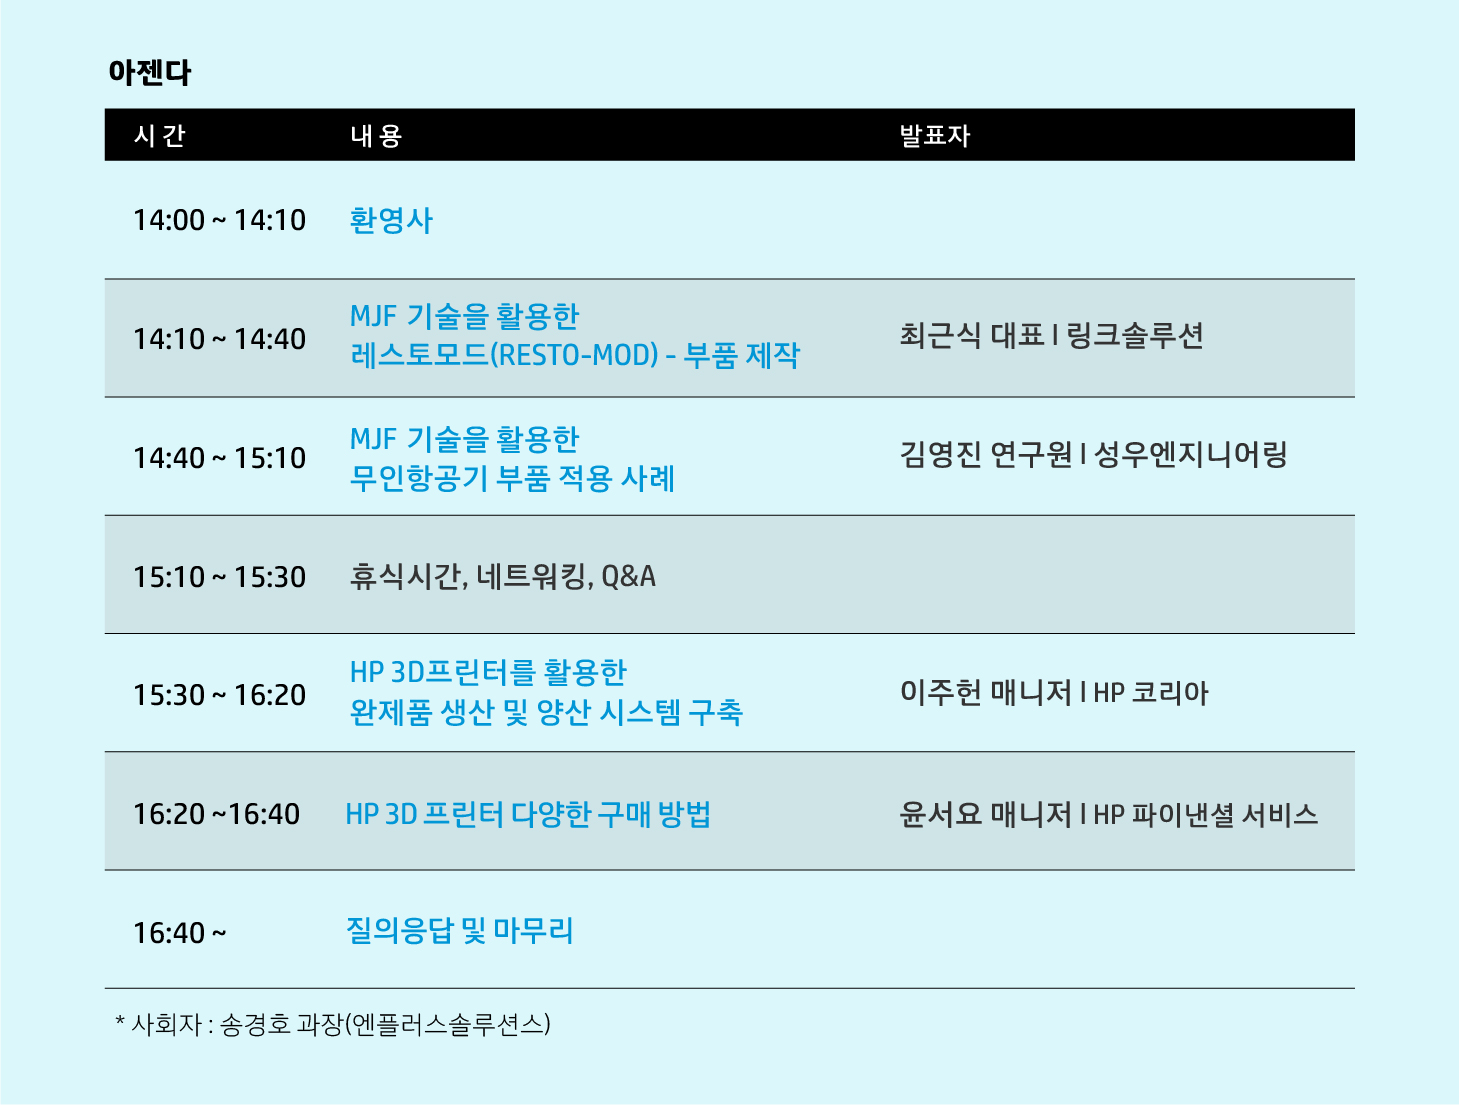 아젠다
시 간 내 용 발표자
14:00 ~ 14:10 환영사
14:10 ~ 14:40 MJF 기술을 활용한
레스토모드(RESTO-MOD) - 부품 제작 최근식 대표 I 링크솔루션
14:40 ~ 15:10 MJF 기술을 활용한
무인항공기 부품 적용 사례 김영진 연구원 I 성우엔지니어링
15:10 ~ 15:30 휴식시간, 네트워킹, Q&A
15:30 ~ 16:20 HP 3D프린터를 활용한
완제품 생산 및 양산 시스템 구축 이주헌 매니저 I HP 코리아
16:20 ~16:40 HP 3D 프린터 다양한 구매 방법 윤서요 매니저 I HP 파이낸셜 서비스
16:40 ~ 질의응답 및 마무리
* 사회자 : 송경호 과장(엔플러스솔루션스)